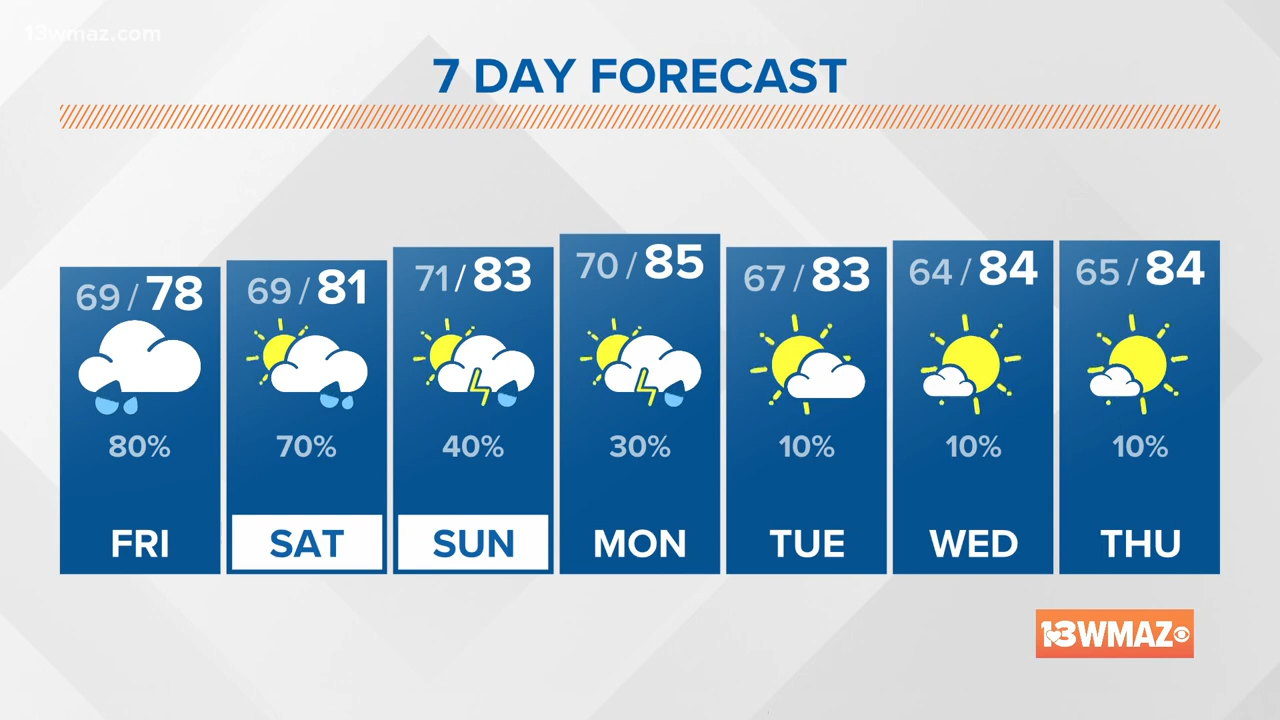 13wmaz.com
7 DAY FORECAST
69/78 69/81 71/83 70/85 67/83 64/84 65/84
80% 70% 40% 30% 10% 10% 10%
FRI SAT SUN MON TUE WED THU
13WMAZ